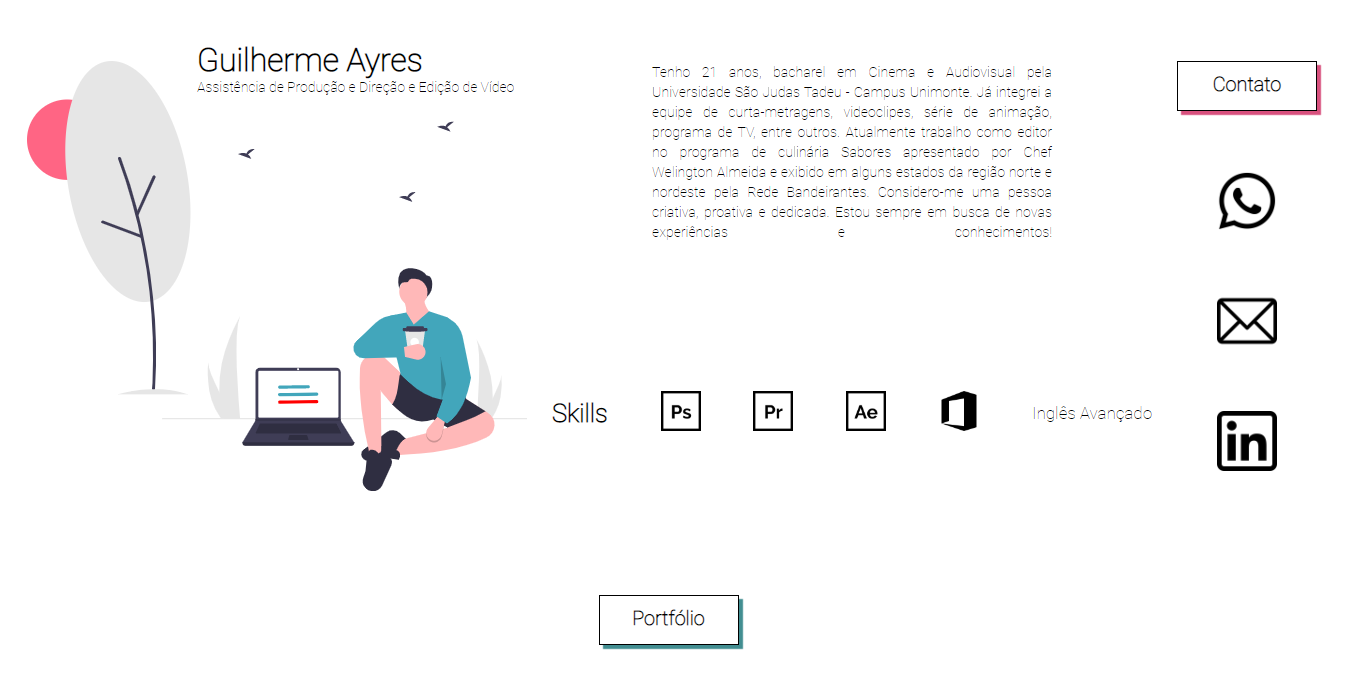 Guilherme Ayres
Assistência de Produção e Direção e Edição de Vídeo
Tenho 21 anos, bacharel em Cinema e Audiovisual pela
Universidade São Judas Tadeu - Campus Unimonte. Já integrei a
equipe de curta-metragens, videoclipes, série de animação,
programa de TV, entre outros. Atualmente trabalho como editor
no programa de culinária Sabores apresentado por Chef
Welington Almeida e exibido em alguns estados da região norte e
nordeste pela Rede Bandeirantes. Considero-me uma pessoa
criativa, proativa e dedicada. Estou sempre em busca de novas
experiências e conhecimentos!
Contato
in
Skills
Ps
Pr
Ae
Inglês Avançado
Portfólio